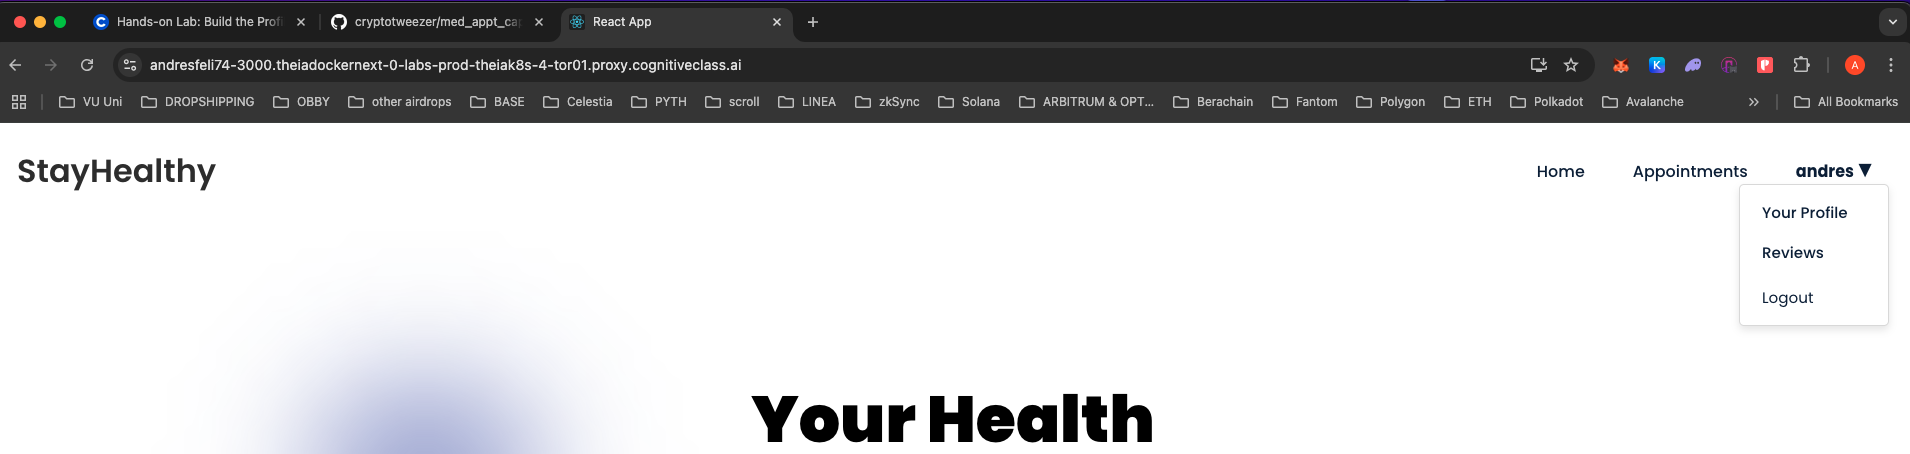 Hands-on Lab: Build the Profi
cryptotweezer/med_appt_cap
React App
andresfeli74-3000.theiadockernext-0-labs-prod-theiak8s-4-tor01.proxy.cognitiveclass.ai
A
VU Uni
DROPSHIPPING
OBBY
other airdrops
BASE
Celestia
PYTH
scroll
LINEA
zkSync
Solana
ARBITRUM & OPT...
Berachain
Fantom
Polygon
ETH
Polkadot
Avalanche
All Bookmarks
StayHealthy
Home
Appointments
andres ▼
Your Profile
Reviews
Logout
Your Health